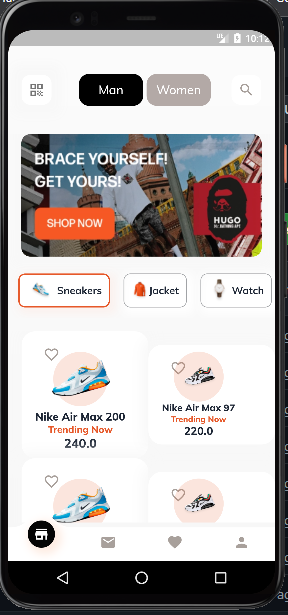 10:12
Man
Women
BRACE YOURSELF!
GET YOURS!
SHOP NOW
HUGO
Sneakers
Jacket
Watch
Nike Air Max 200
Trending Now
240.0
Nike Air Max 97
Trending Now
220.0